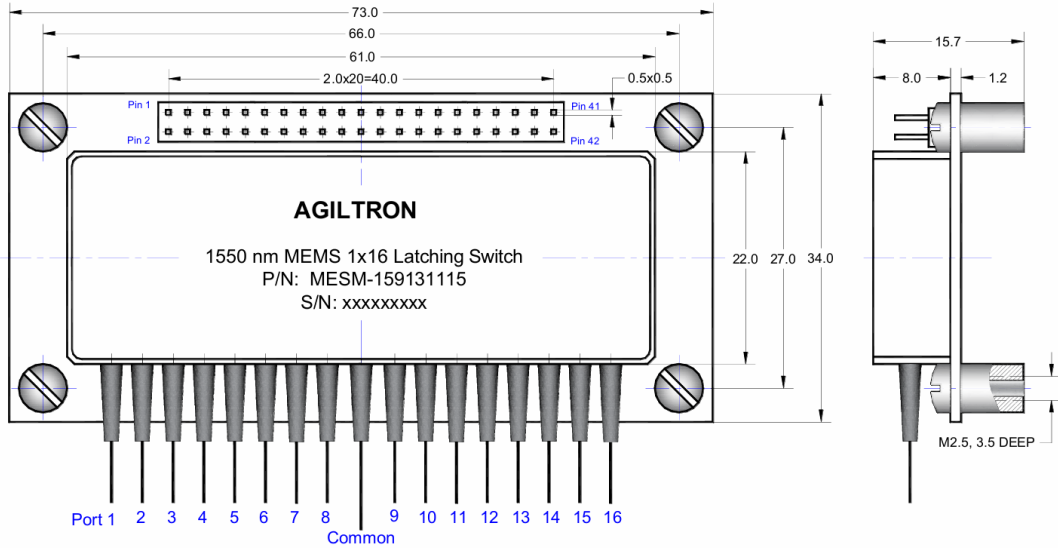 73.0
66.0
61.0
2.0x20=40.0
0.5x0.5
15.7
8.0
1.2
Pin 1
Pin 41
Pin 2
Pin 42
AGILTRON
1550 nm MEMS 1x16 Latching Switch
P/N: MESM-159131115
S/N: xxxxxxxxx
22.0
27.0
34.0
M2.5, 3.5 DEEP
Port 1 2 3 4 5 6 7 8 9 10 11 12 13 14 15 16
Common